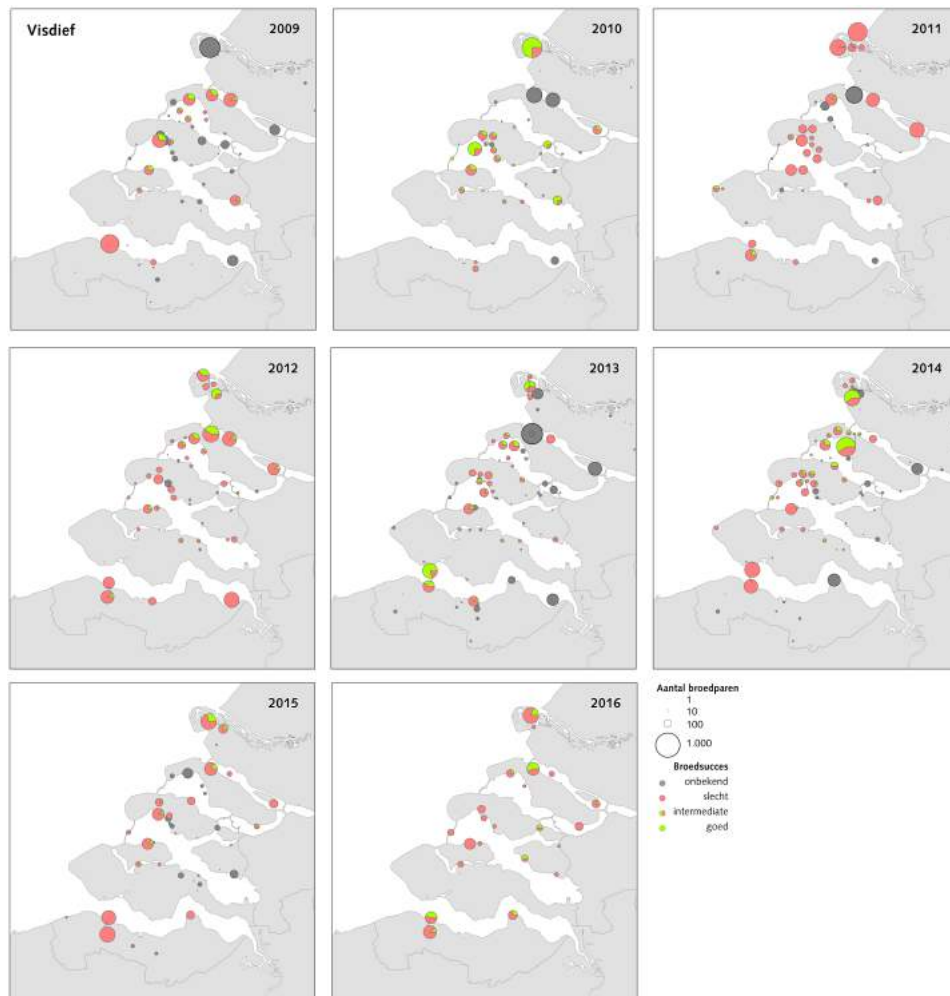 Visdief
2009
2010
2011
2012
2013
2014
2015
2016
Aantal broedparen
1
10
100
1.000
Broedsucces
onbekend
slecht
intermediate
goed